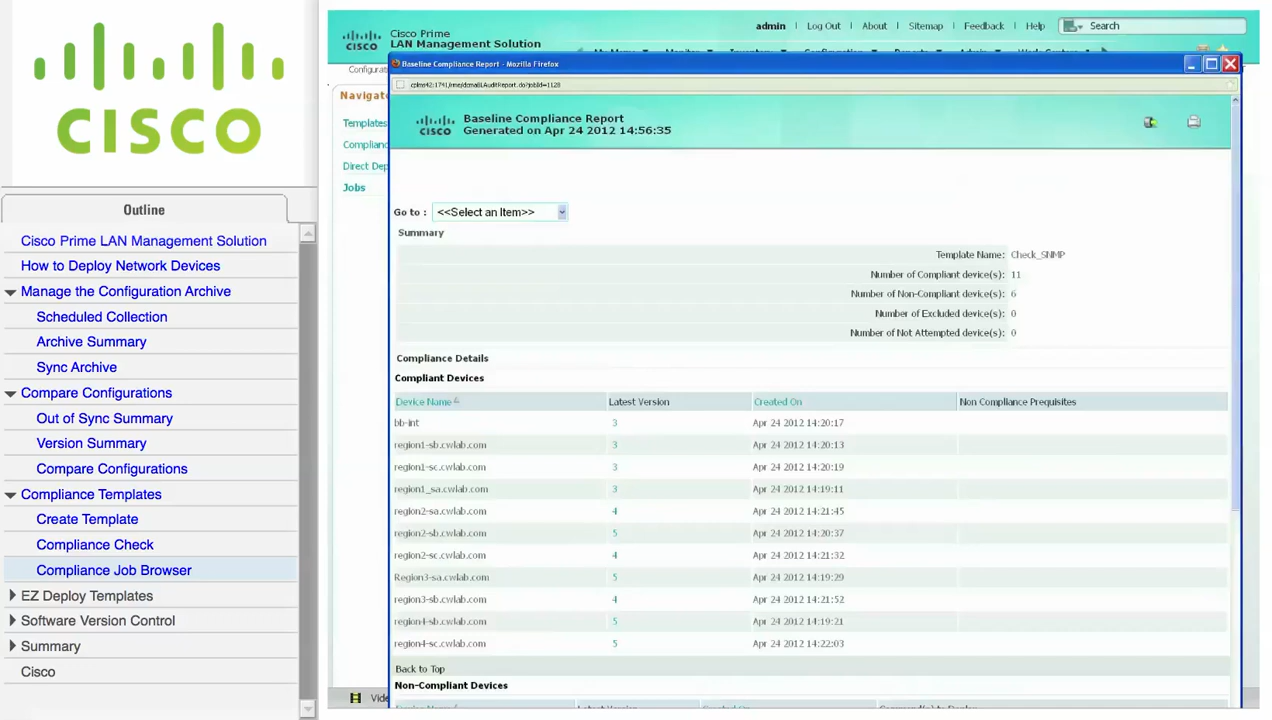 CISCO
Outline
Cisco Prime LAN Management Solution
How to Deploy Network Devices
Manage the Configuration Archive
Scheduled Collection
Archive Summary
Sync Archive
Compare Configurations
Out of Sync Summary
Version Summary
Compare Configurations
Compliance Templates
Create Template
Compliance Check
Compliance Job Browser
EZ Deploy Templates
Software Version Control
Summary
Cisco
admin | Log Out | About | Sitemap | Feedback | Help
Search
CISCO
Cisco Prime
LAN Management Solution
Baseline Compliance Report - Mozilla Firefox
Navigat
Templates
Complianc
Direct Dep
Jobs
CISCO
Baseline Compliance Report
Generated on Apr 24 2012 14:56:35
Go to : <<Select an Item>>
Summary
Template Name: Check_SNMP
Number of Compliant device(s): 11
Number of Non-Compliant device(s): 6
Number of Excluded device(s): 0
Number of Not Attempted device(s): 0
Compliance Details
Compliant Devices
Device Name Latest Version Created On Non Compliance Prequisites
bb-int 3 Apr 24 2012 14:20:17
region1-sb.cwlab.com 3 Apr 24 2012 14:20:13
region1-sc.cwlab.com 3 Apr 24 2012 14:20:19
region1_sa.cwlab.com 3 Apr 24 2012 14:19:11
region2-sa.cwlab.com 4 Apr 24 2012 14:21:45
region2-sb.cwlab.com 5 Apr 24 2012 14:20:37
region2-sc.cwlab.com 4 Apr 24 2012 14:21:32
Region3-sa.cwlab.com 5 Apr 24 2012 14:19:29
region3-sb.cwlab.com 4 Apr 24 2012 14:21:52
region4-sb.cwlab.com 5 Apr 24 2012 14:19:21
region4-sc.cwlab.com 5 Apr 24 2012 14:22:03
Back to Top
Non-Compliant Devices
Vide